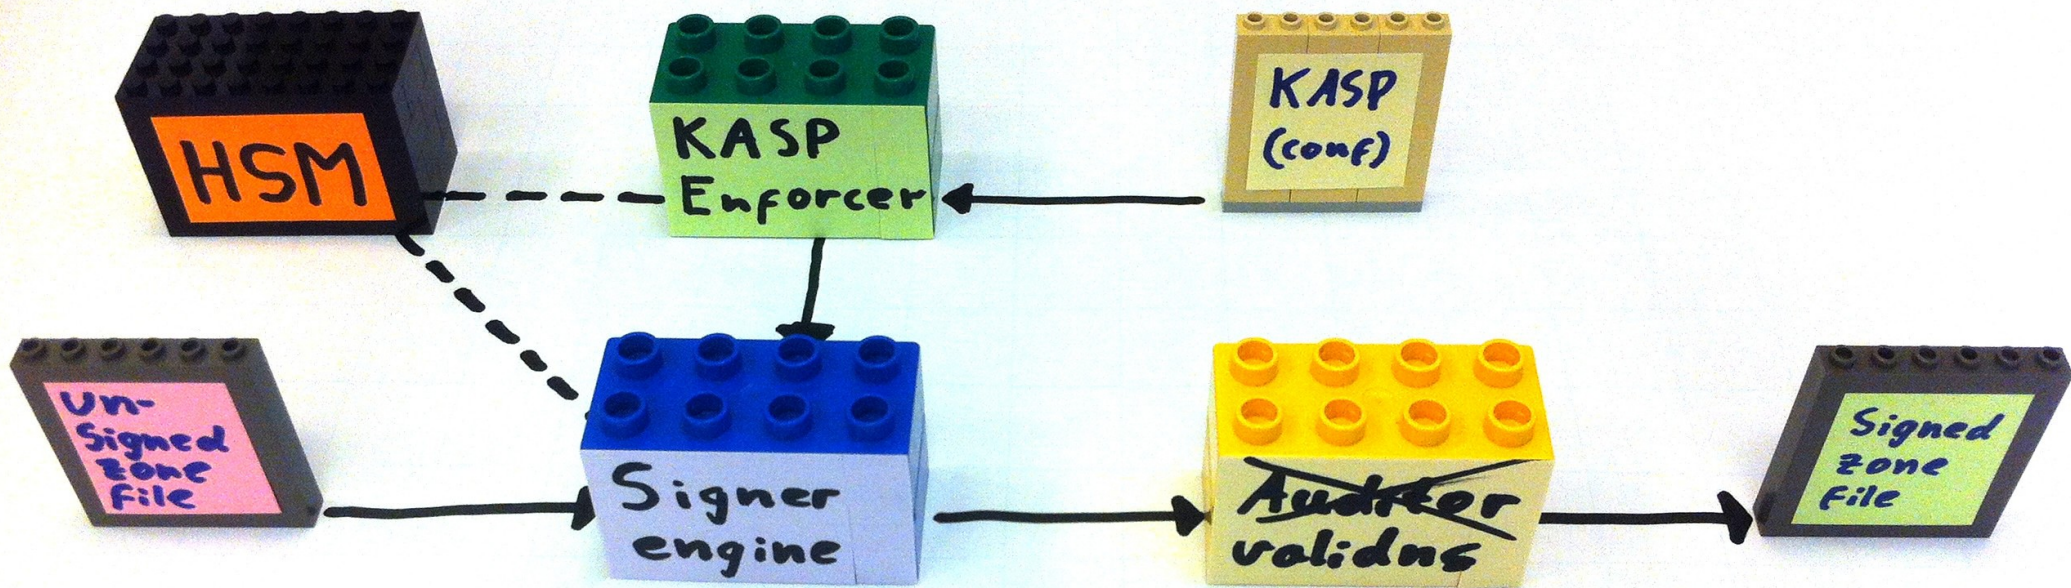 HSM
KASP
Enforcer
KASP
(conf)
un-
signed
zone
file
Signer
engine
Auditor
validns
Signed
zone
file